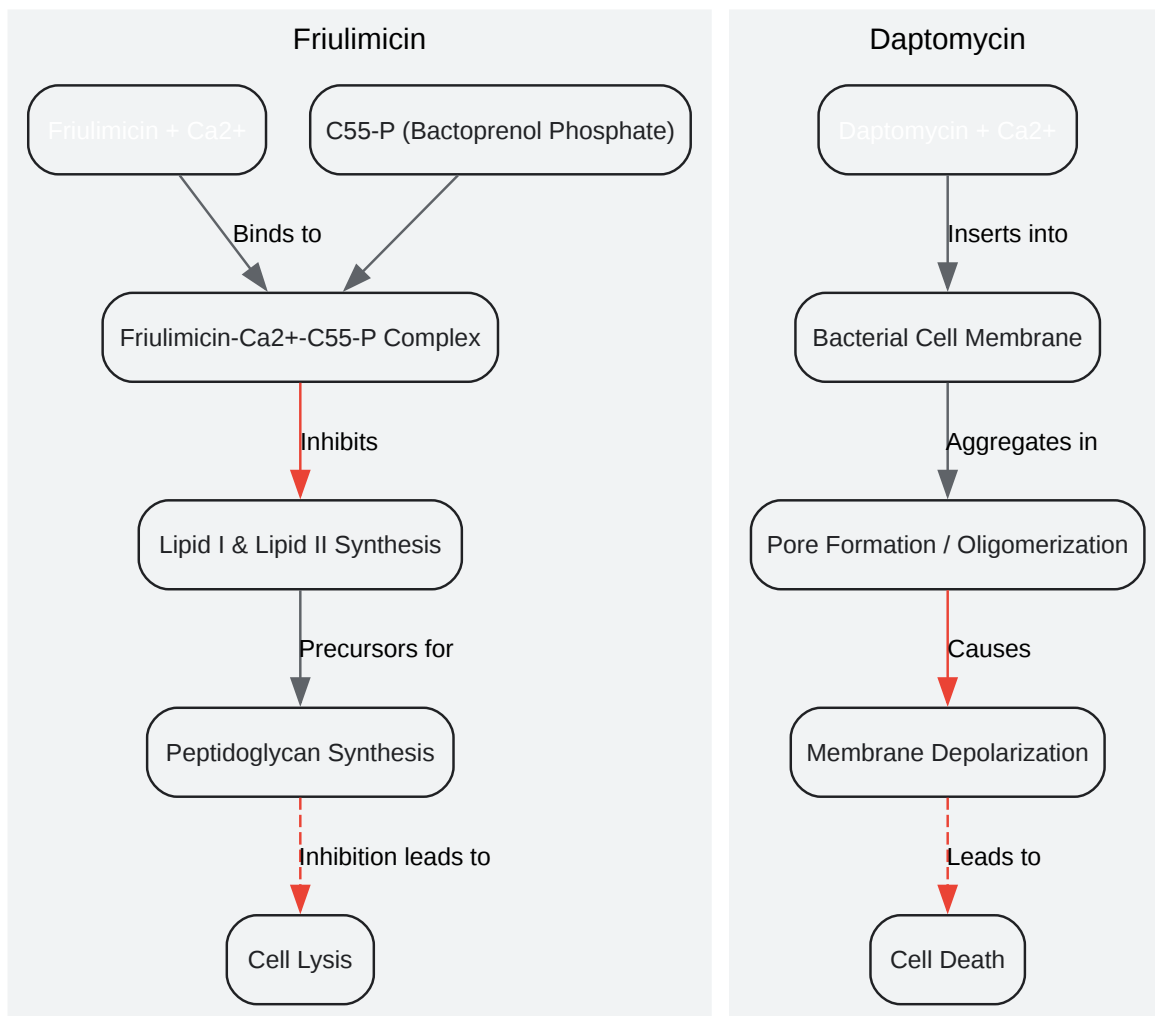 Friulimicin
Friulimicin + Ca2+
C55-P (Bactoprenol Phosphate)
Binds to
Friulimicin-Ca2+-C55-P Complex
Inhibits
Lipid I & Lipid II Synthesis
Precursors for
Peptidoglycan Synthesis
Inhibition leads to
Cell Lysis
Daptomycin
Daptomycin + Ca2+
Inserts into
Bacterial Cell Membrane
Aggregates in
Pore Formation / Oligomerization
Causes
Membrane Depolarization
Leads to
Cell Death